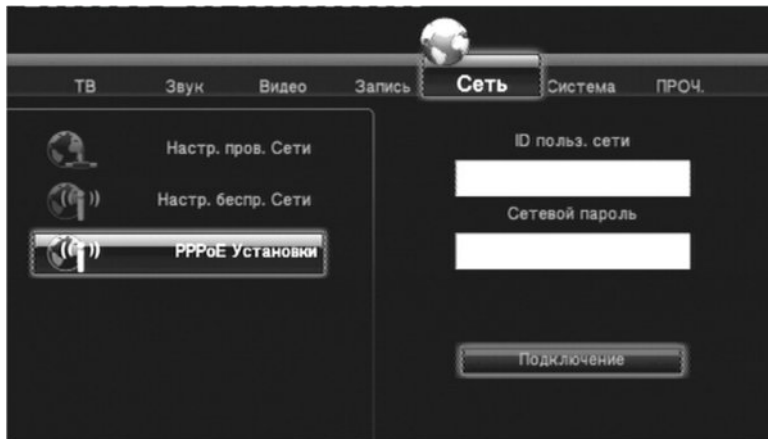 ТВ Звук Видео Запись Сеть Система ПРОЧ.
Настр. пров. Сети
Настр. беспр. Сети
PPPoE Установки
ID польз. сети
Сетевой пароль
Подключение